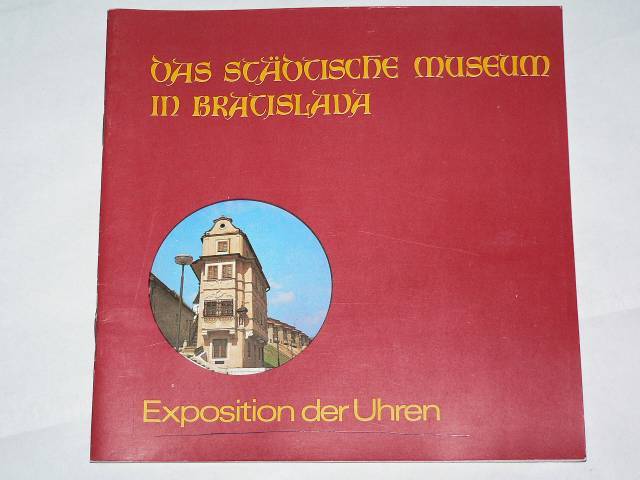 Das Städtische Museum
in Bratislava
Exposition der Uhren